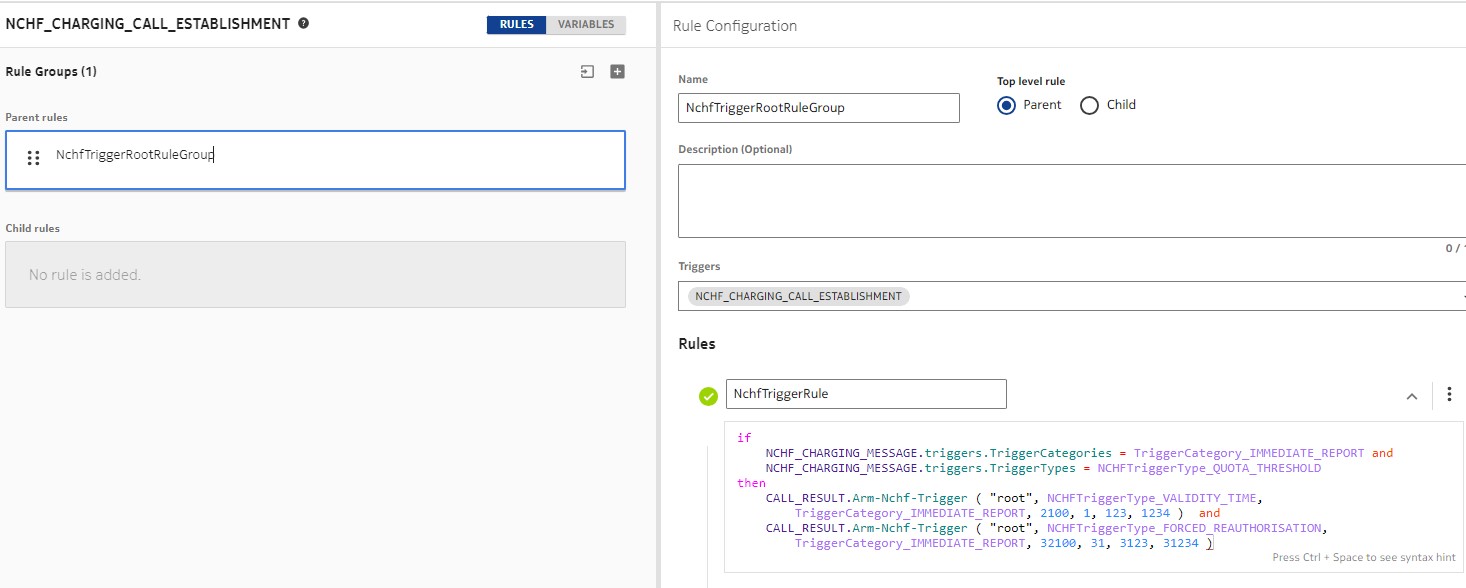 NCHF_CHARGING_CALL_ESTABLISHMENT ?
RULES VARIABLES
Rule Groups (1)
Parent rules
NchfTriggerRootRuleGroup
Child rules
No rule is added.
Rule Configuration
Name
Top level rule
NchfTriggerRootRuleGroup
Parent Child
Description (Optional)
0 /
Triggers
NCHF_CHARGING_CALL_ESTABLISHMENT
Rules
NchfTriggerRule
if
NCHF_CHARGING_MESSAGE.triggers.TriggerCategories = TriggerCategory_IMMEDIATE_REPORT and
NCHF_CHARGING_MESSAGE.triggers.TriggerTypes = NCHFTriggerType_QUOTA_THRESHOLD
then
CALL_RESULT.Arm-Nchf-Trigger ( "root", NCHFTriggerType_VALIDITY_TIME,
TriggerCategory_IMMEDIATE_REPORT, 2100, 1, 123, 1234 ) and
CALL_RESULT.Arm-Nchf-Trigger ( "root", NCHFTriggerType_FORCED_REAUTHORISATION,
TriggerCategory_IMMEDIATE_REPORT, 32100, 31, 3123, 31234 )
Press Ctrl + Space to see syntax hint